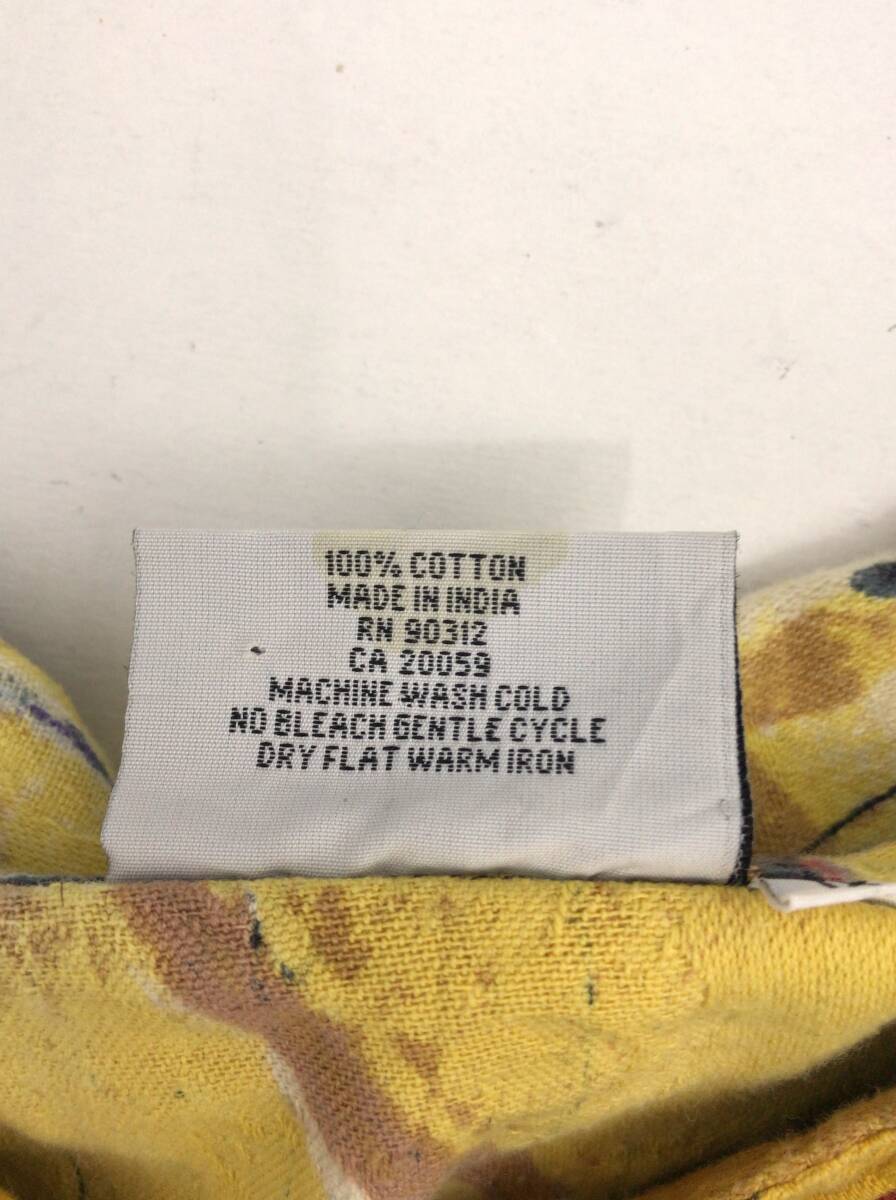 100% COTTON
MADE IN INDIA
RN 90312
CA 20059
MACHINE WASH COLD
NO BLEACH GENTLE CYCLE
DRY FLAT WARM IRON